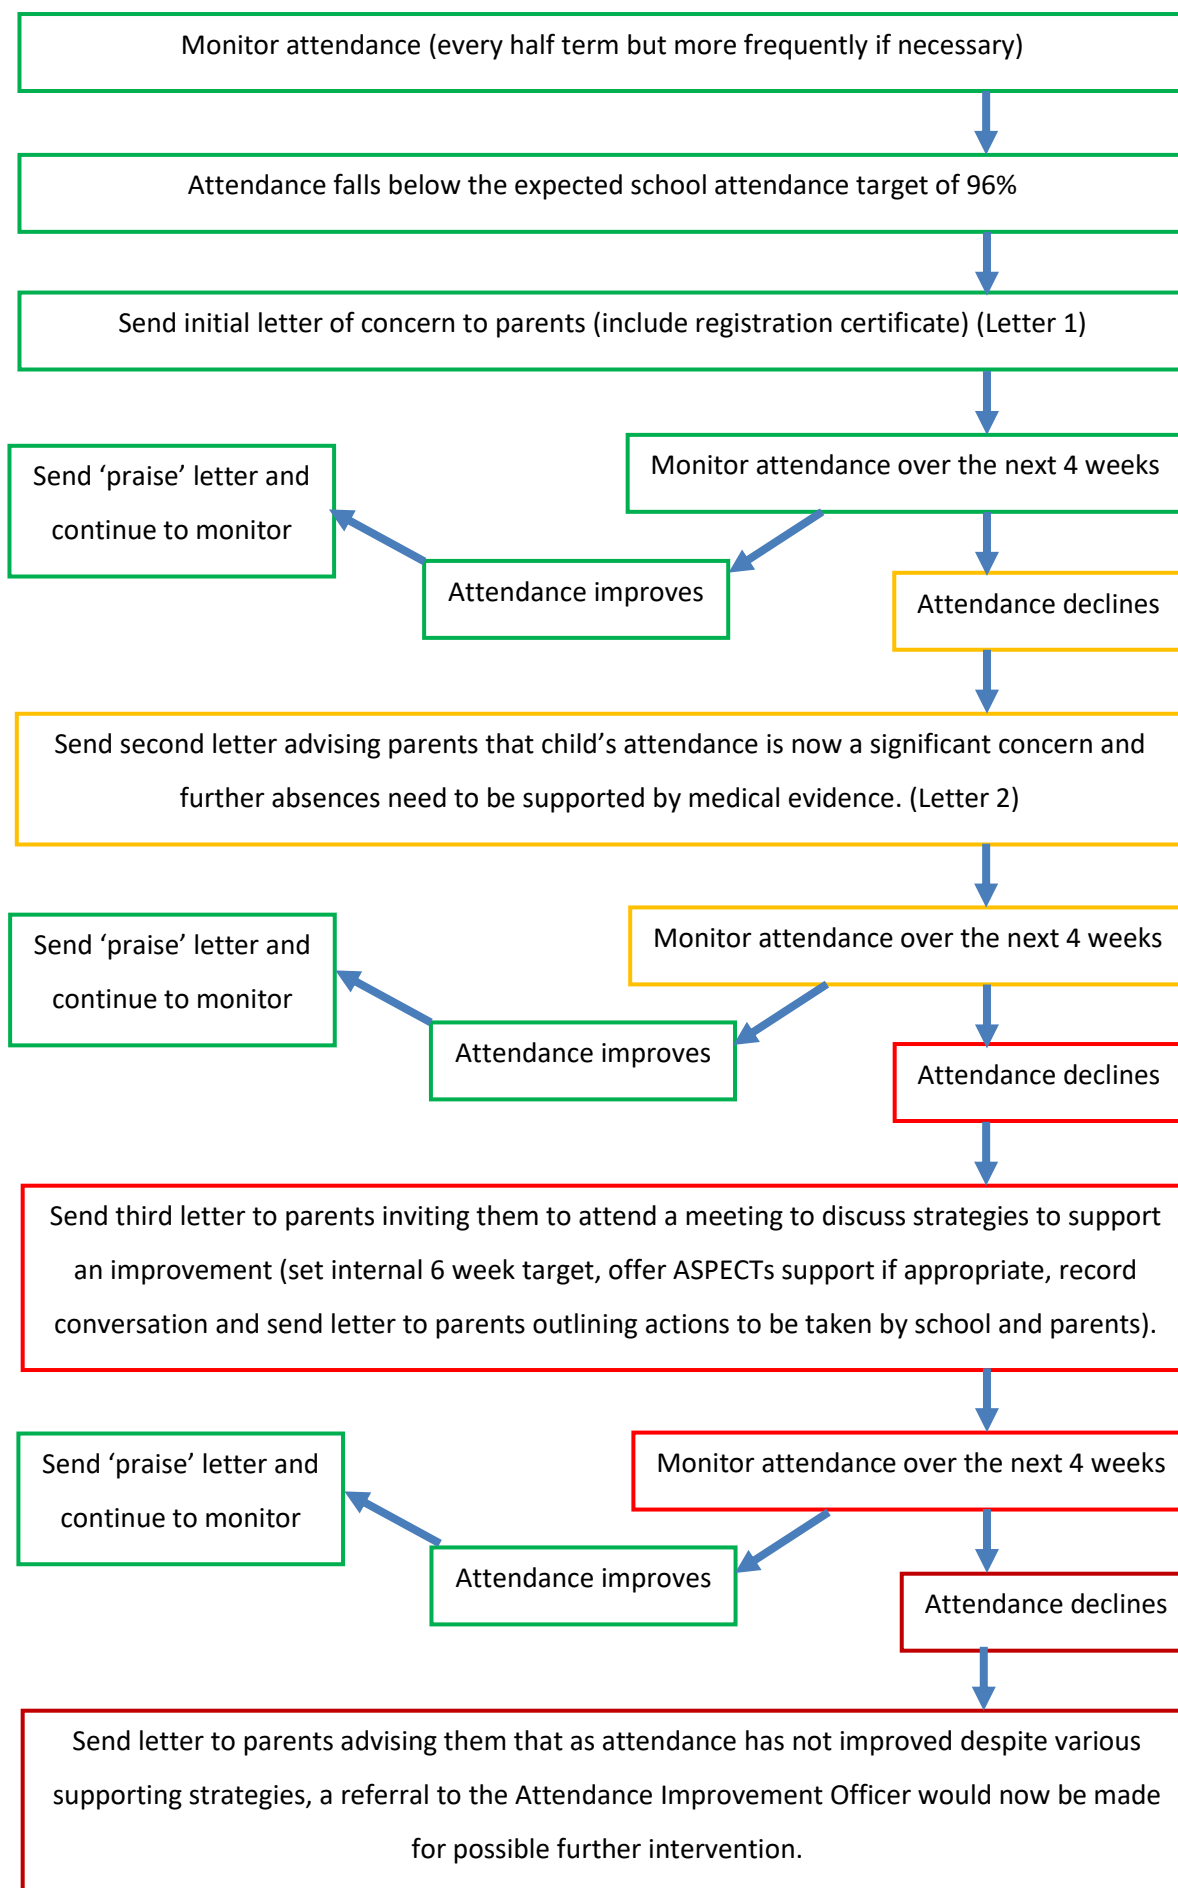 Monitor attendance (every half term but more frequently if necessary)
Attendance falls below the expected school attendance target of 96%
Send initial letter of concern to parents (include registration certificate) (Letter 1)
Monitor attendance over the next 4 weeks
Send ‘praise’ letter and
continue to monitor
Attendance improves
Attendance declines
Send second letter advising parents that child’s attendance is now a significant concern and
further absences need to be supported by medical evidence. (Letter 2)
Monitor attendance over the next 4 weeks
Send ‘praise’ letter and
continue to monitor
Attendance improves
Attendance declines
Send third letter to parents inviting them to attend a meeting to discuss strategies to support
an improvement (set internal 6 week target, offer ASPECTs support if appropriate, record
conversation and send letter to parents outlining actions to be taken by school and parents).
Monitor attendance over the next 4 weeks
Send ‘praise’ letter and
continue to monitor
Attendance improves
Attendance declines
Send letter to parents advising them that as attendance has not improved despite various
supporting strategies, a referral to the Attendance Improvement Officer would now be made
for possible further intervention.